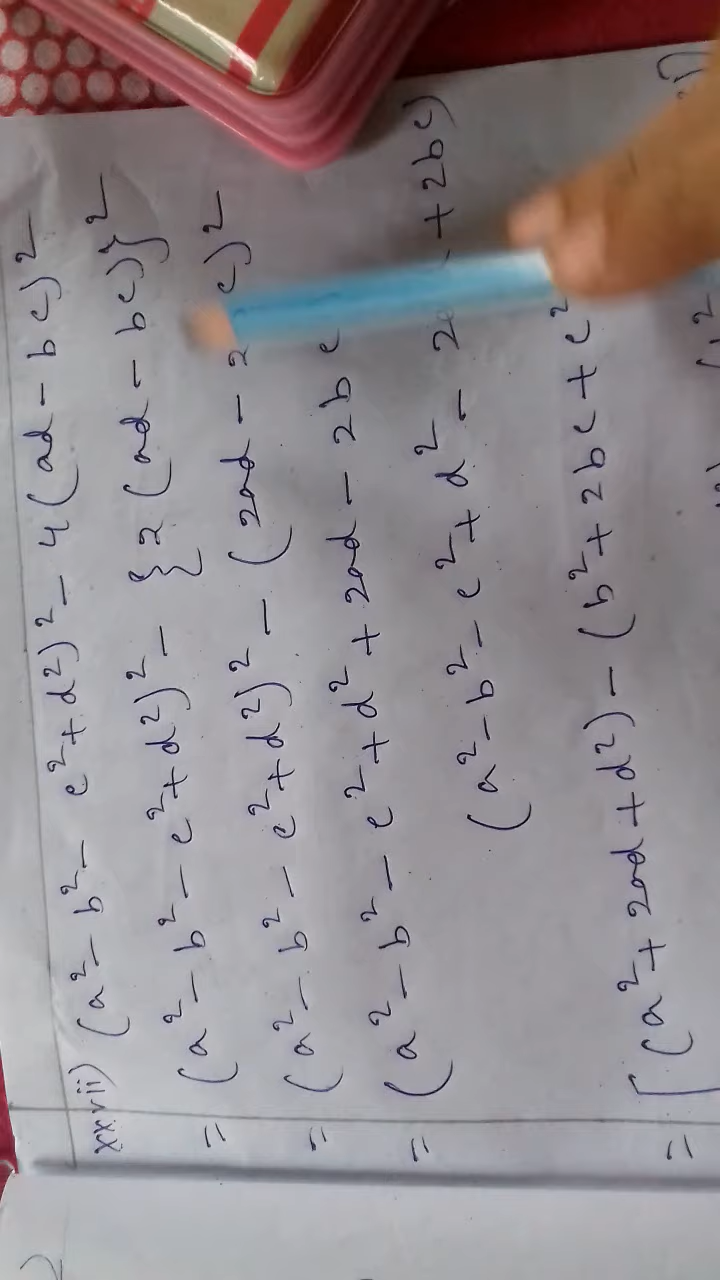 xxvii) (a² - b² - c² + d²)² - 4(ad - bc)²
= (a² - b² - c² + d²)² - {2(ad - bc)}²
= (a² - b² - c² + d²)² - (2ad - 2 c)²
= (a² - b² - c² + d² + 2ad - 2bc
(a² - b² - c² + d² - 2 + 2bc)
= [(a² + 2ad + d²) - (b² + 2bc + c²